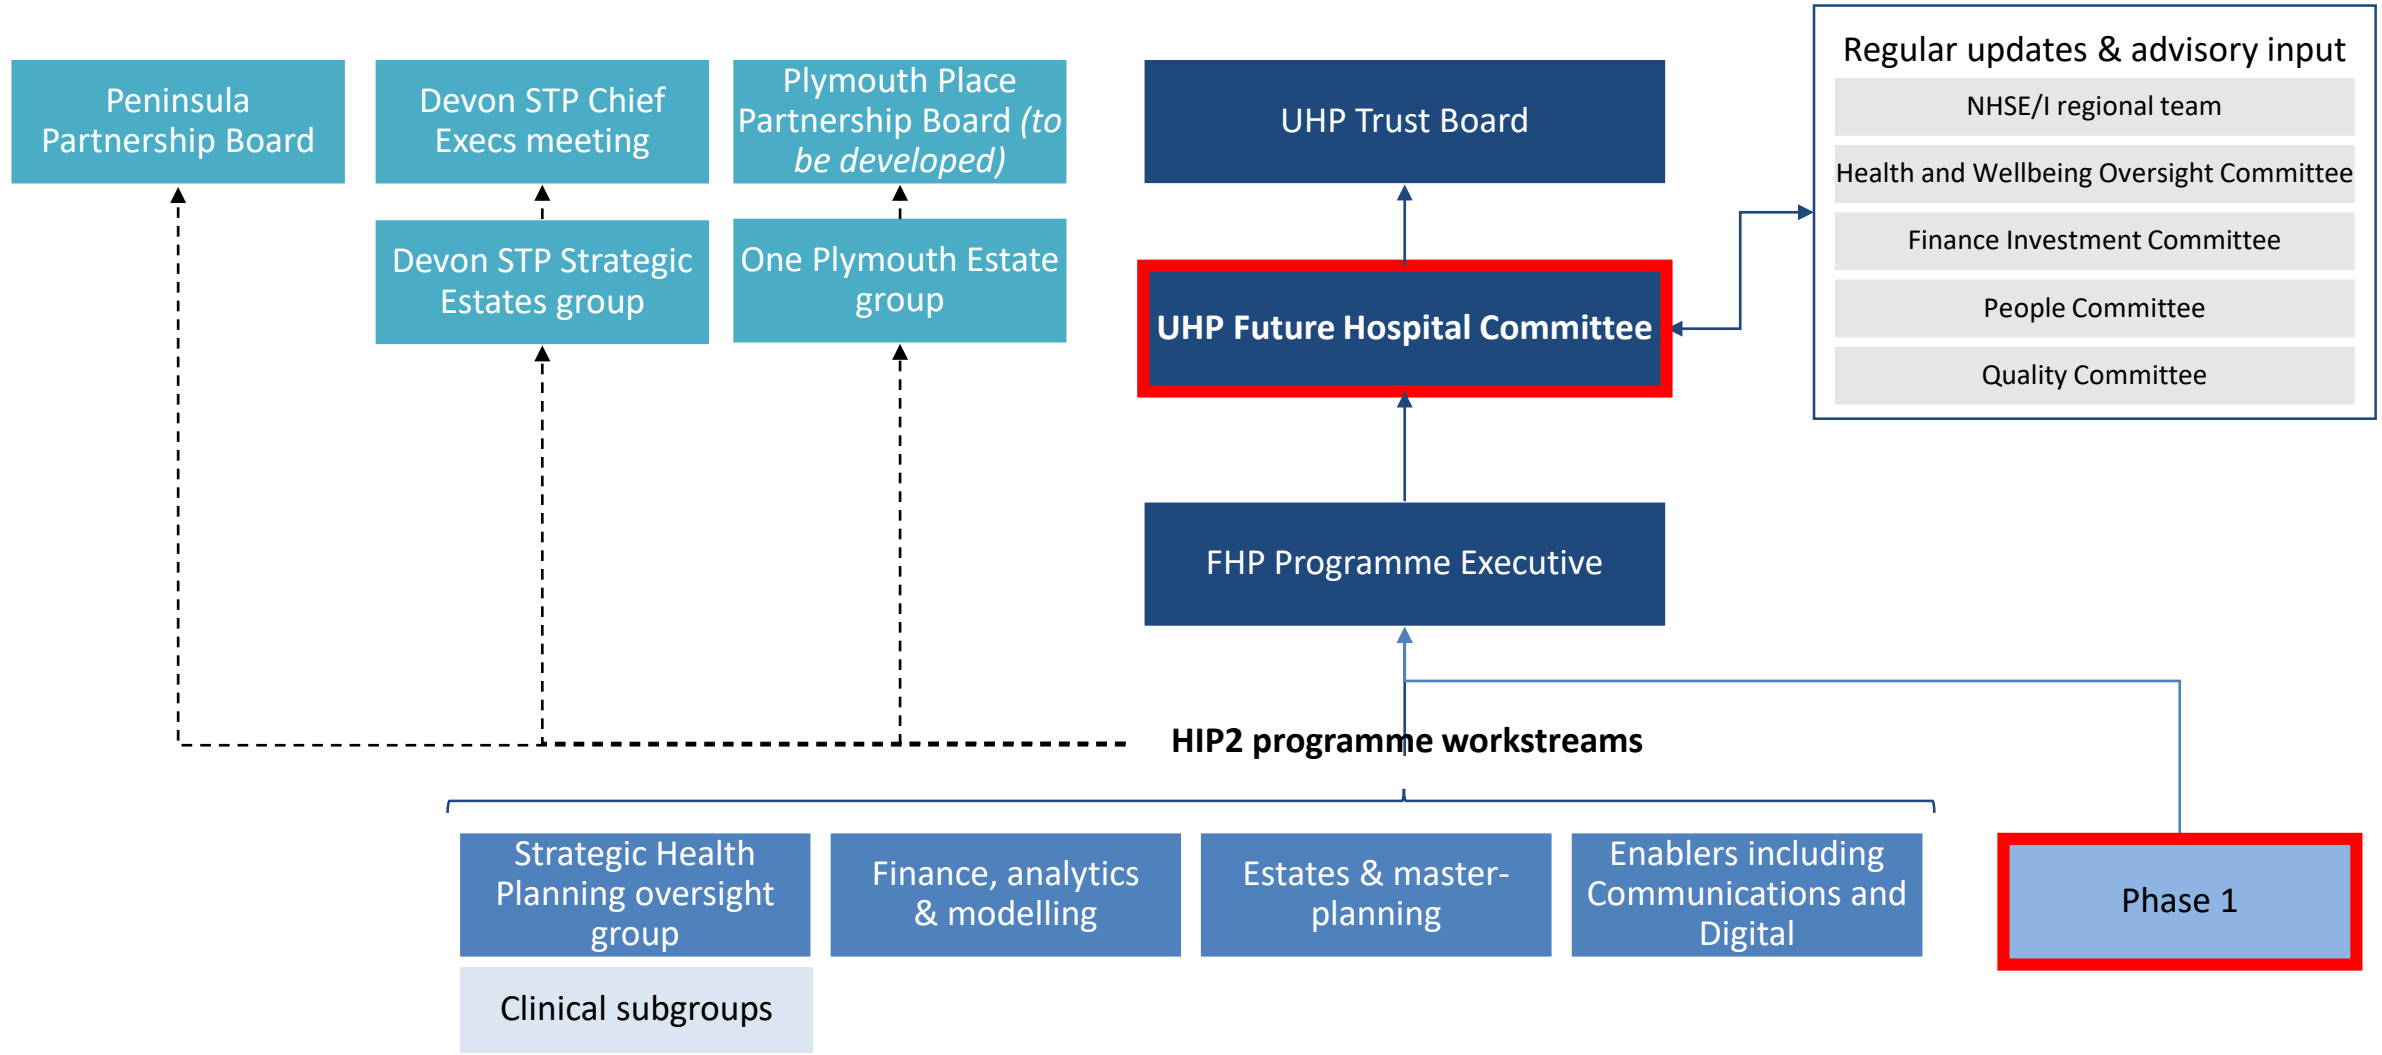 Peninsula
Partnership Board
Devon STP Chief
Execs meeting
Plymouth Place
Partnership Board (to
be developed)
UHP Trust Board
Regular updates & advisory input
NHSE/I regional team
Health and Wellbeing Oversight Committee
Finance Investment Committee
People Committee
Quality Committee
Devon STP Strategic
Estates group
One Plymouth Estate
group
UHP Future Hospital Committee
FHP Programme Executive
HIP2 programme workstreams
Strategic Health
Planning oversight
group
Finance, analytics
& modelling
Estates & master-
planning
Enablers including
Communications and
Digital
Phase 1
Clinical subgroups